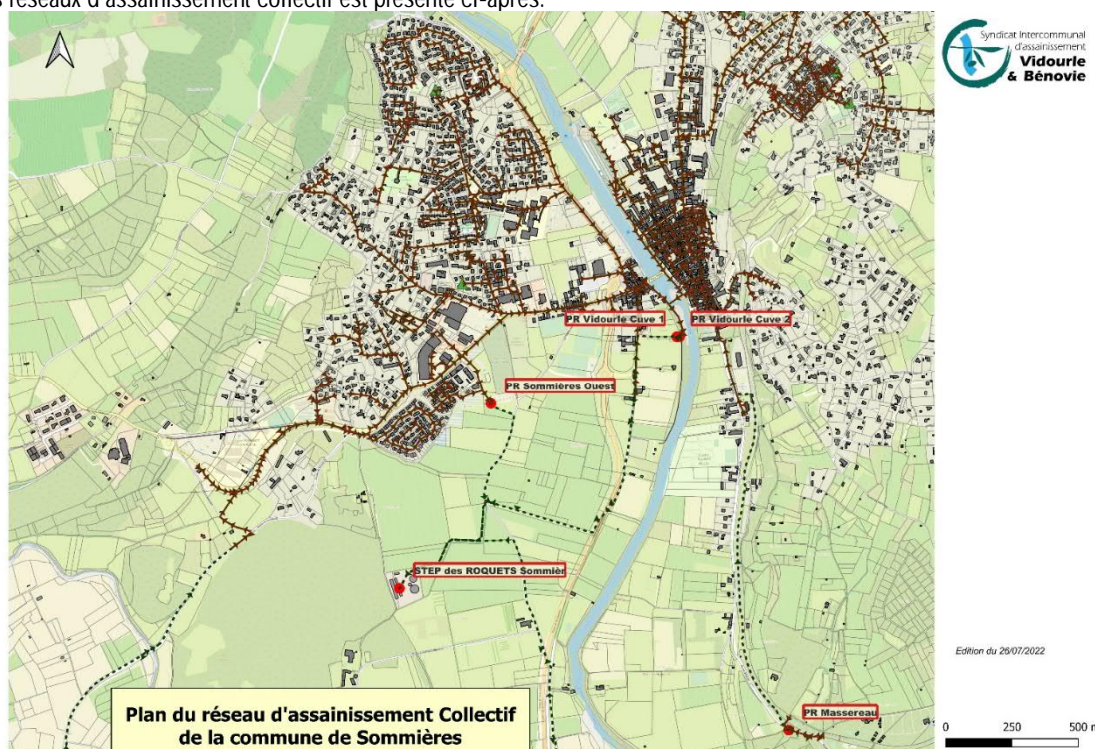 s réseaux d'assainissement collectif est présenté ci-après.
Syndicat Intercommunal
d'assainissement
Vidourle
& Bénovie
PR Vidourle Cuve 1
PR Vidourle Cuve 2
PR Sommières Ouest
STEP des ROQUETS Sommièr
Edition du 26/07/2022
PR Massereau
Plan du réseau d'assainissement Collectif
de la commune de Sommières
0 250 500 m